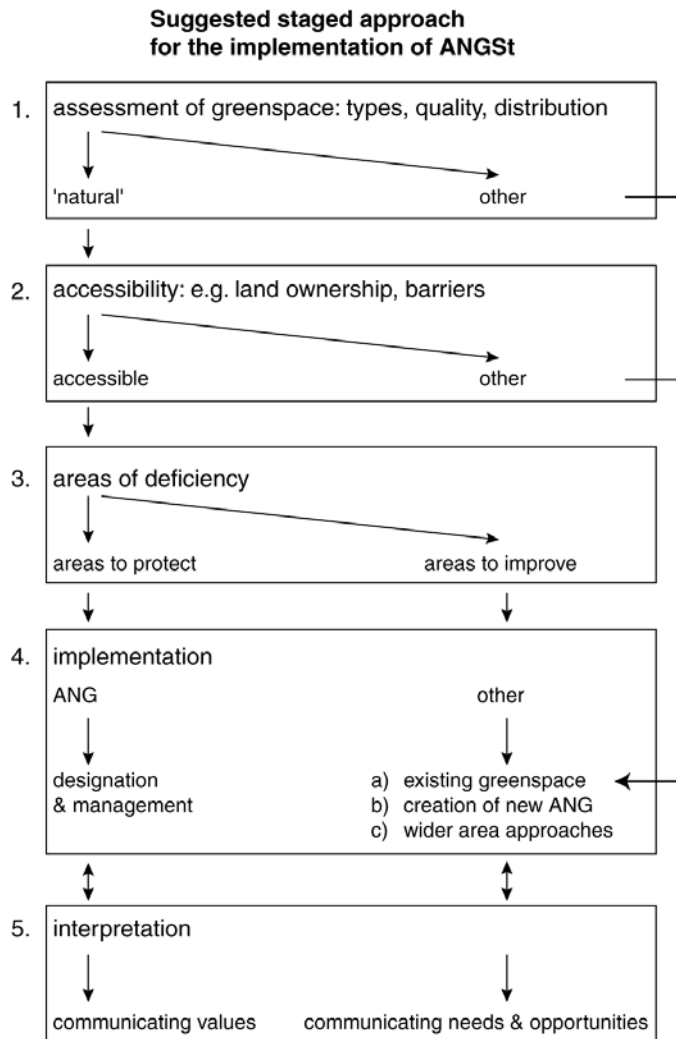 Suggested staged approach
for the implementation of ANGSt
1. assessment of greenspace: types, quality, distribution
'natural' other
2. accessibility: e.g. land ownership, barriers
accessible other
3. areas of deficiency
areas to protect areas to improve
4. implementation
ANG other
designation a) existing greenspace
& management b) creation of new ANG
c) wider area approaches
5. interpretation
communicating values communicating needs & opportunities